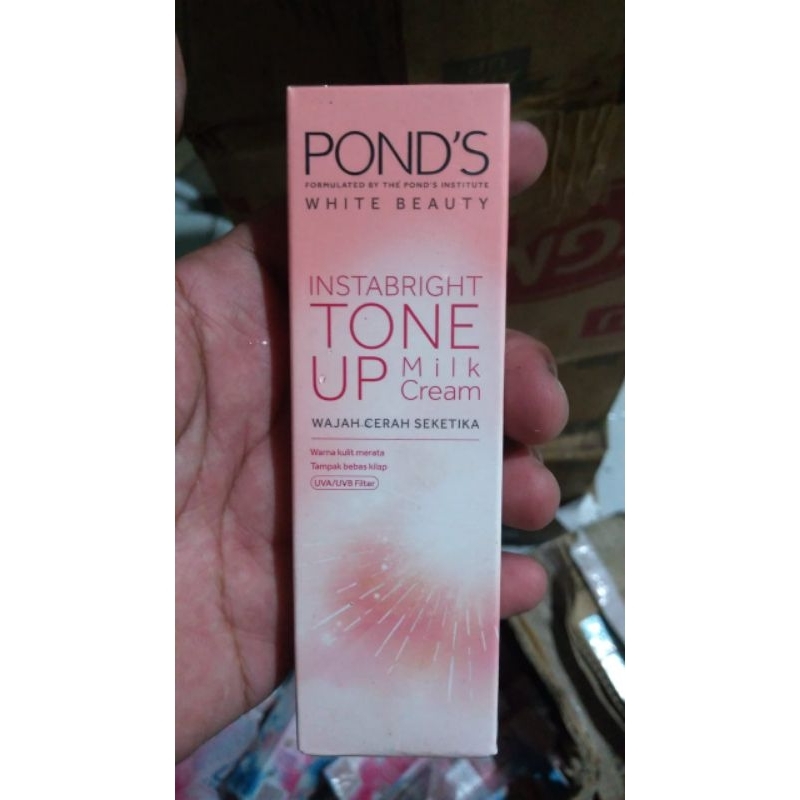 POND'S
FORMULATED BY THE POND'S INSTITUTE
WHITE BEAUTY
INSTABRIGHT
TONE
UP Milk
Cream
WAJAH CERAH SEKETIKA
Warna kulit merata
Tampak bebas kilap
UVA/UVB Filter